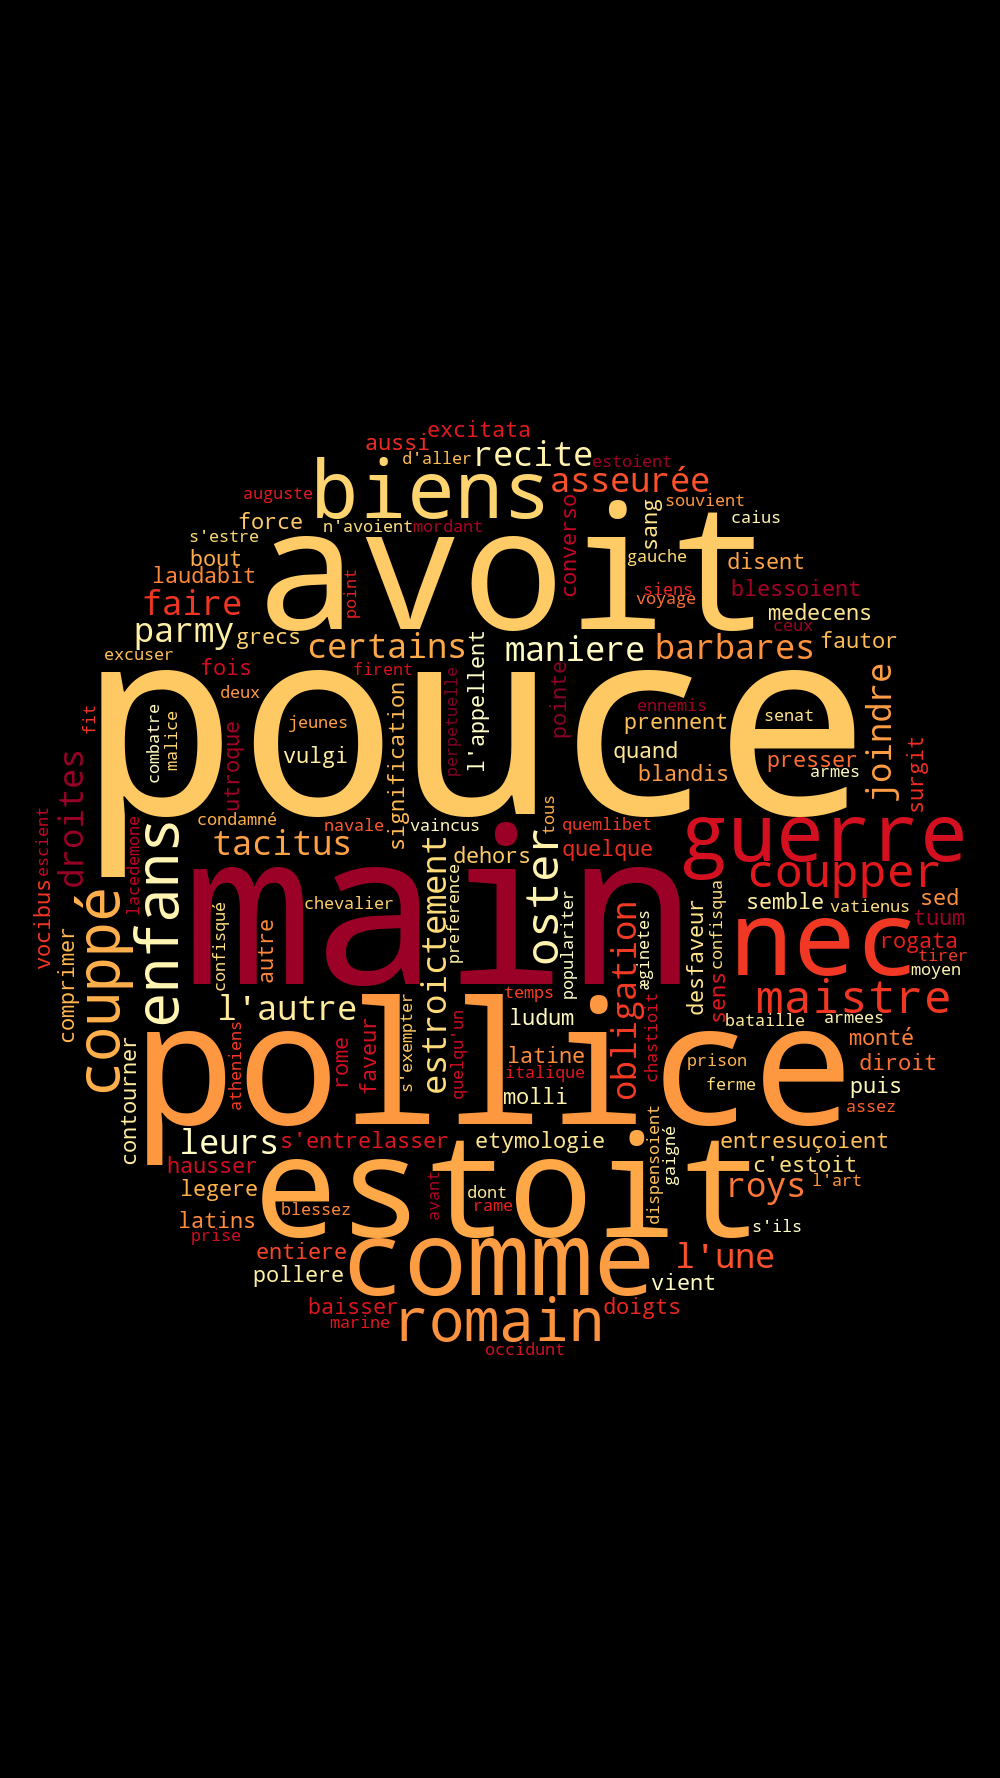 excitata
aussi
d'aller
recite
estoient
biens
asseurée
auguste
mordant
n'avoient
force
s'estre
converso
sang
souvient
caius
avoit
bout
laudabit
gauche
disent
point
siens
voyage
blessoient
faire
medecens
parmy
grecs
certains
maniere
barbares
ceux
fautor
excuser
fois
firent
l'appellent
pointe
joindre
deux
perpetuelle
signification
ennemis
pouce
fit
combatre
malice
jeunes
prennent
senat
utroque
vulgi
quand
presser
surgit
blandis
armes
droites
condamné
navale
vaincus
tous
quemlibet
guerre
escient
lacedemone
enfans
tacitus
estroictement
dehors
oster
quelque
coupper
main
vocibus
couppé
confisqué
autre
chevalier
preference
populariter
obligation
æginetes
desfaveur
confisqua
semble
vatienus
sed
tuum
nec
rogata
tirer
moyen
comprimer
l'autre
s'exempter
temps
sens
maistre
ludum
chastioit
bataille
armees
contourner
atheniens
rome
faveur
quelqu'un
latine
italique
molli
prison
ferme
monté
diroit
puis
assez
pollice
leurs
s'entrelasser
etymologie
dispensoient
gaigné
entresuçoient
hausser
c'estoit
legere
avant
dont
rame
roys
l'art
estoit
blessez
latins
prise
s'ils
entiere
comme
l'une
pollere
vient
baisser
marine
romain
doigts
occidunt